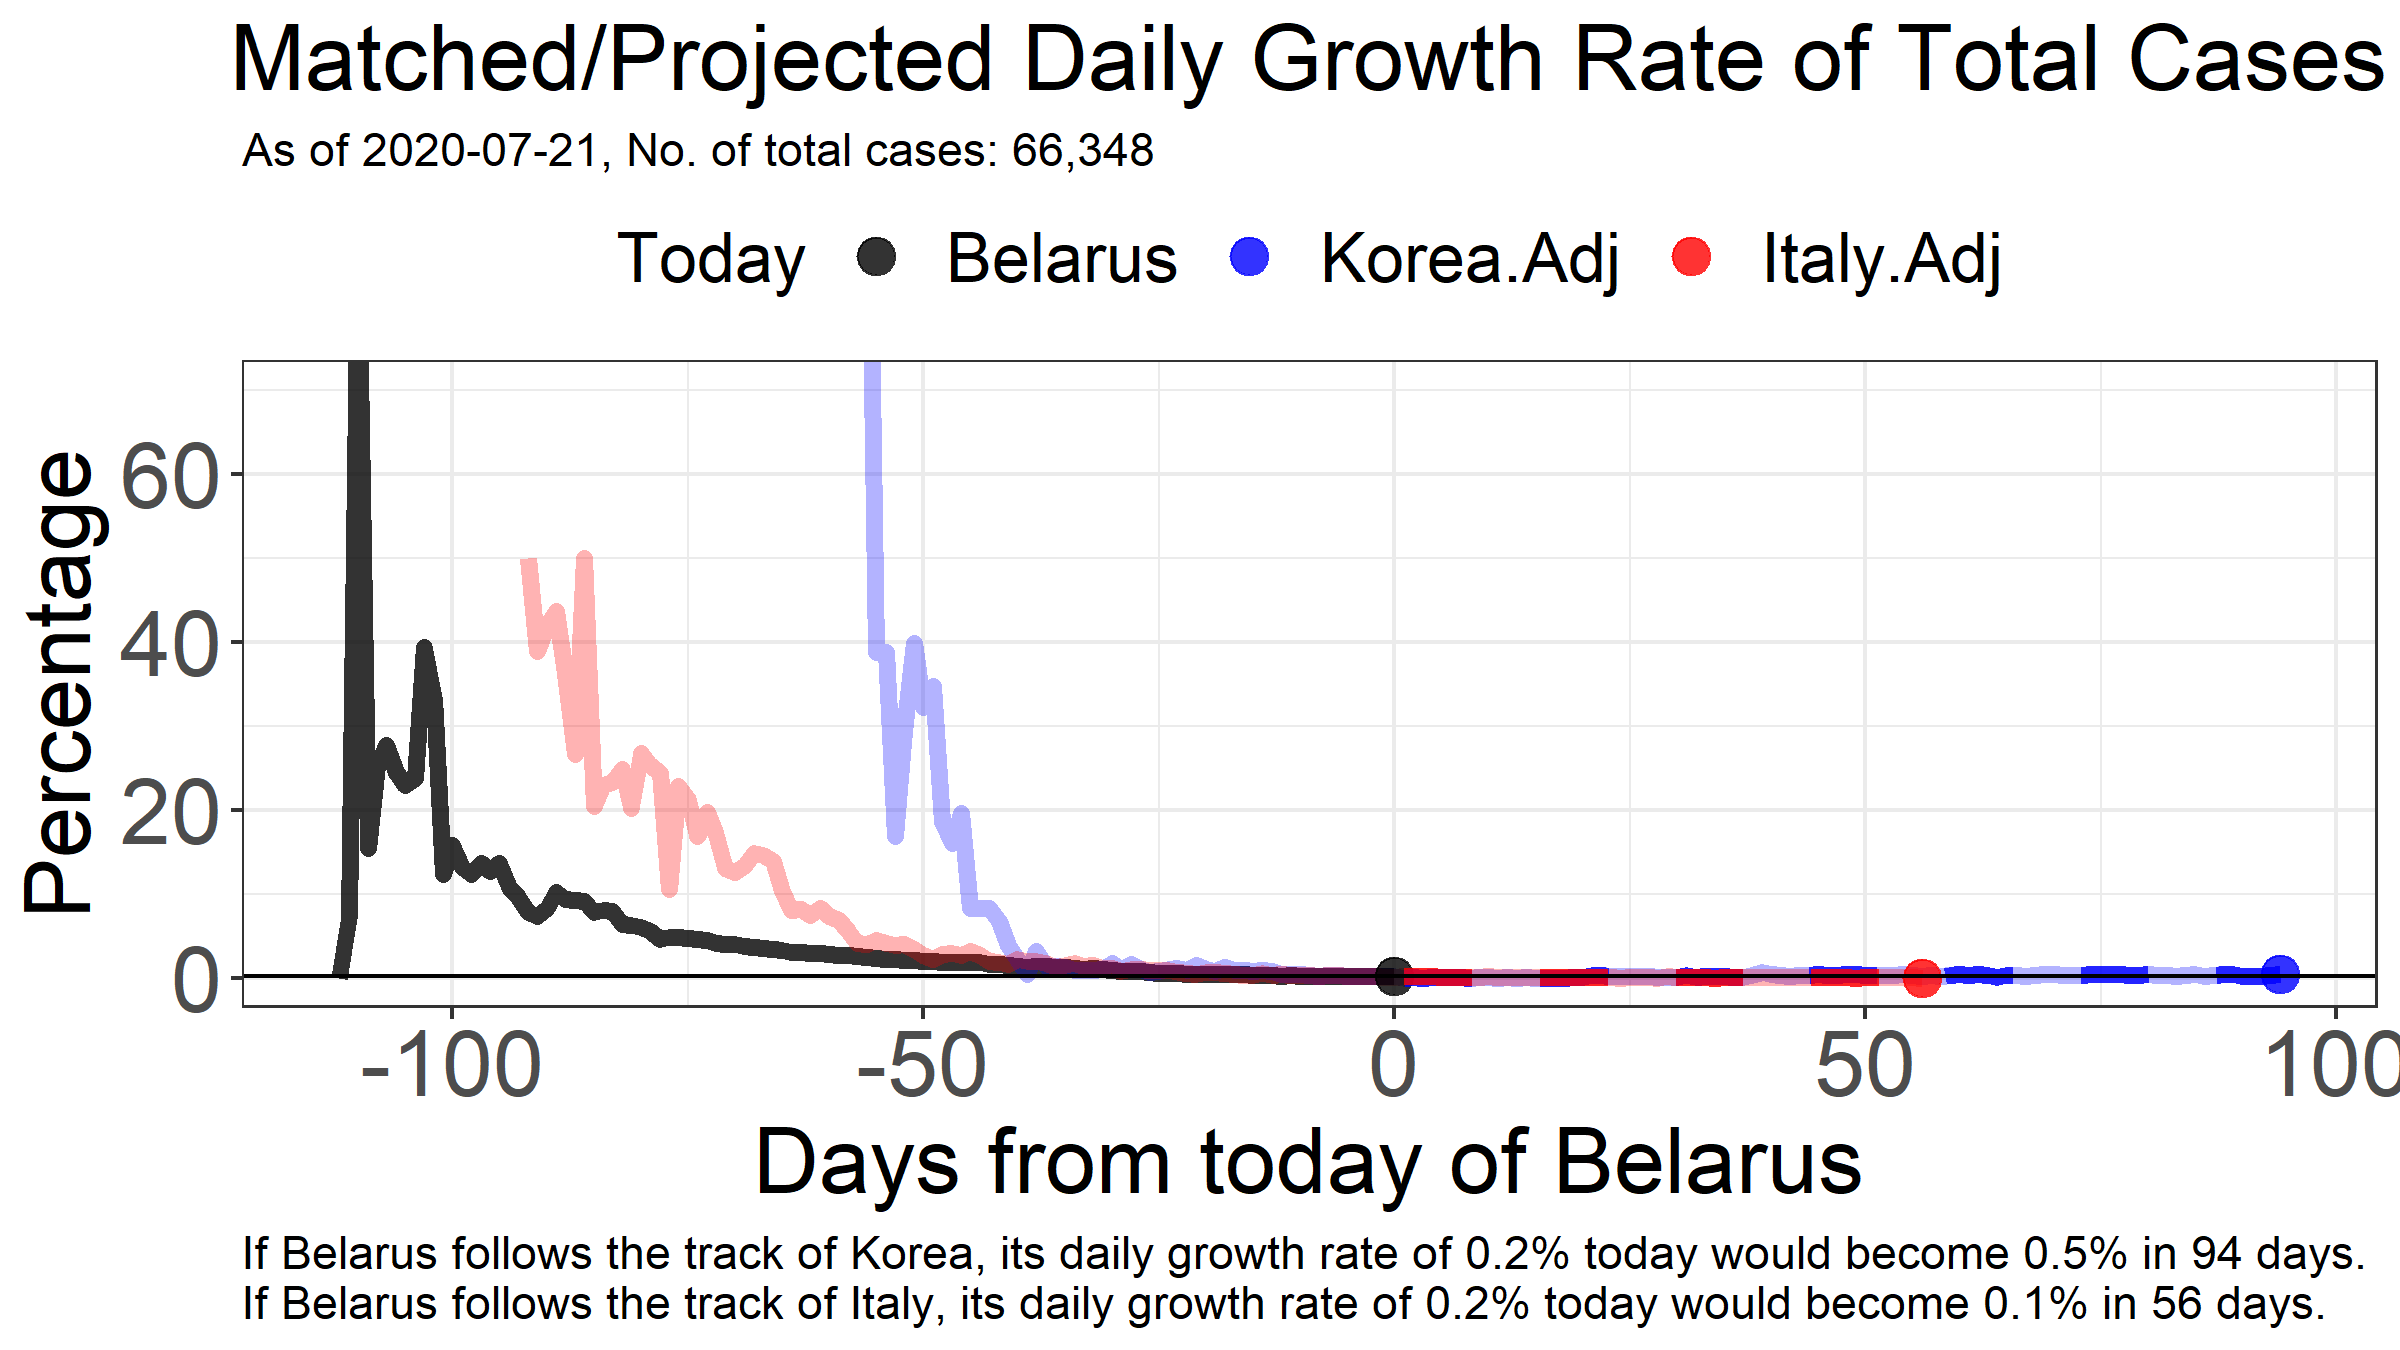 Matched/Projected Daily Growth Rate of Total Cases
As of 2020-07-21, No. of total cases: 66,348
Today Belarus Korea.Adj Italy.Adj
Percentage
60
40
20
0
-100 -50 0 50 100
Days from today of Belarus
If Belarus follows the track of Korea, its daily growth rate of 0.2% today would become 0.5% in 94 days.
If Belarus follows the track of Italy, its daily growth rate of 0.2% today would become 0.1% in 56 days.